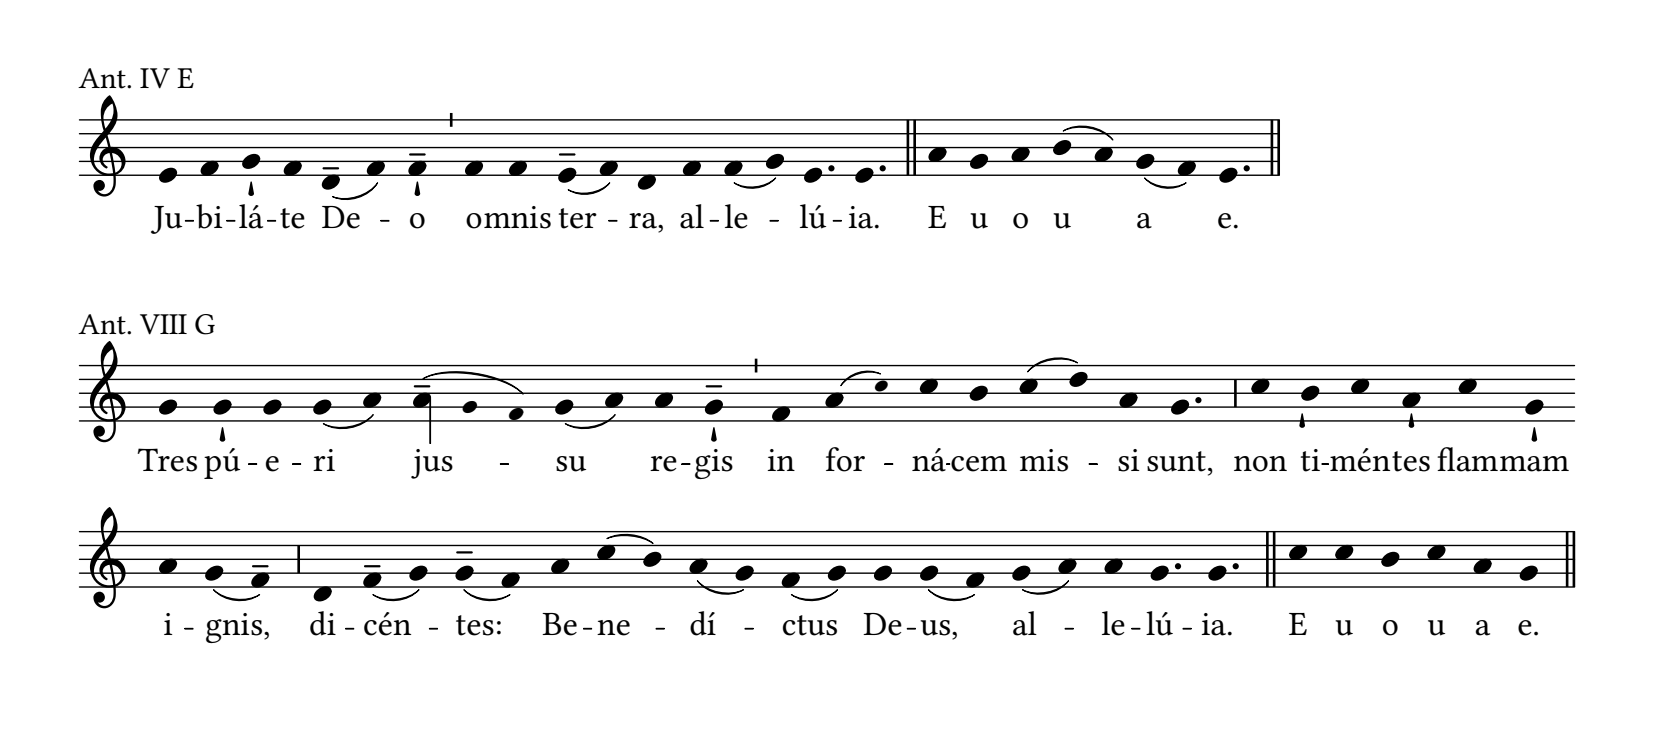 Ant. IV E
Ju-bi-lá-te De - o omnis ter - ra, al-le - lú-ia. E u o u a e.
Ant. VIII G
Tres pú-e-ri jus - su re-gis in for - ná-cem mis - si sunt, non ti-méntes flammam
i-gnis, di-cén - tes: Be-ne - dí - ctus De-us, al - le-lú-ia. E u o u a e.